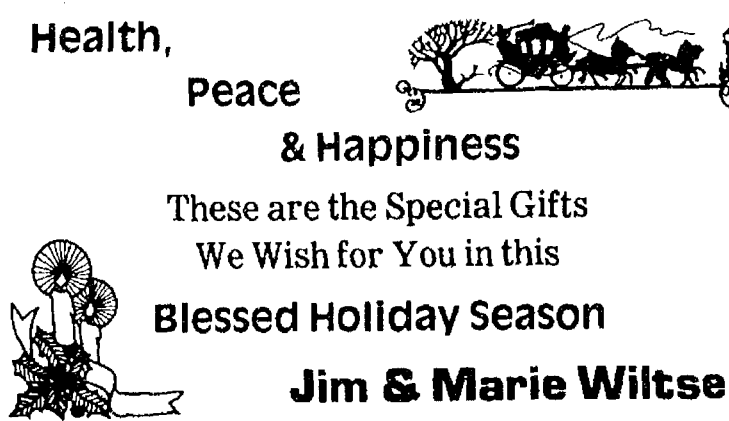 Health,
Peace
& Happiness
These are the Special Gifts
We Wish for You in this
Blessed Holiday Season
Jim & Marie Wiltse